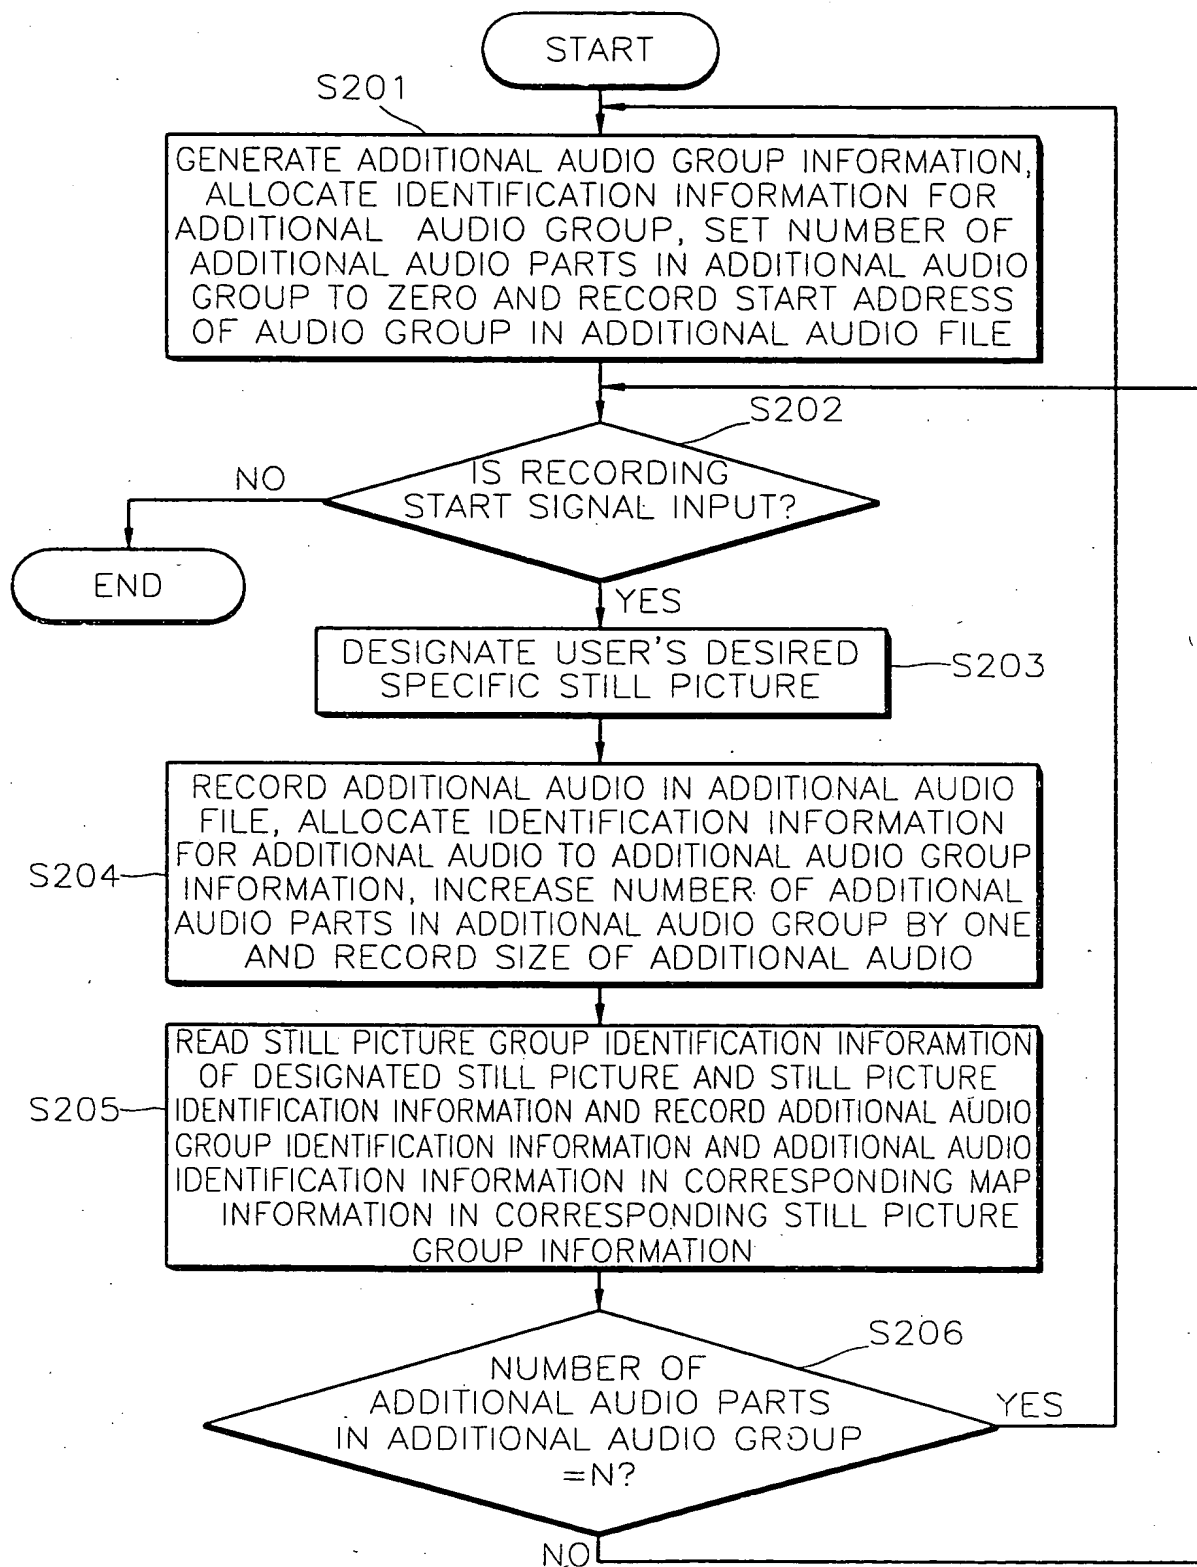 START
S201
GENERATE ADDITIONAL AUDIO GROUP INFORMATION,
ALLOCATE IDENTIFICATION INFORMATION FOR
ADDITIONAL AUDIO GROUP, SET NUMBER OF
ADDITIONAL AUDIO PARTS IN ADDITIONAL AUDIO
GROUP TO ZERO AND RECORD START ADDRESS
OF AUDIO GROUP IN ADDITIONAL AUDIO FILE
S202
IS RECORDING
START SIGNAL INPUT?
NO
END
YES
DESIGNATE USER'S DESIRED
SPECIFIC STILL PICTURE
S203
RECORD ADDITIONAL AUDIO IN ADDITIONAL AUDIO
FILE, ALLOCATE IDENTIFICATION INFORMATION
FOR ADDITIONAL AUDIO TO ADDITIONAL AUDIO GROUP
INFORMATION, INCREASE NUMBER OF ADDITIONAL
AUDIO PARTS IN ADDITIONAL AUDIO GROUP BY ONE
AND RECORD SIZE OF ADDITIONAL AUDIO
S204
READ STILL PICTURE GROUP IDENTIFICATION INFORAMTION
OF DESIGNATED STILL PICTURE AND STILL PICTURE
IDENTIFICATION INFORMATION AND RECORD ADDITIONAL AUDIO
GROUP IDENTIFICATION INFORMATION AND ADDITIONAL AUDIO
IDENTIFICATION INFORMATION IN CORRESPONDING MAP
INFORMATION IN CORRESPONDING STILL PICTURE
GROUP INFORMATION
S205
S206
NUMBER OF
ADDITIONAL AUDIO PARTS
IN ADDITIONAL AUDIO GROUP
=N?
YES
NO